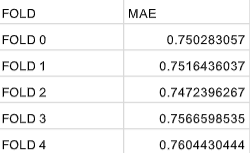 FOLD MAE
FOLD 0 0.750283057
FOLD 1 0.7516436037
FOLD 2 0.7472396267
FOLD 3 0.7566598535
FOLD 4 0.7604430444